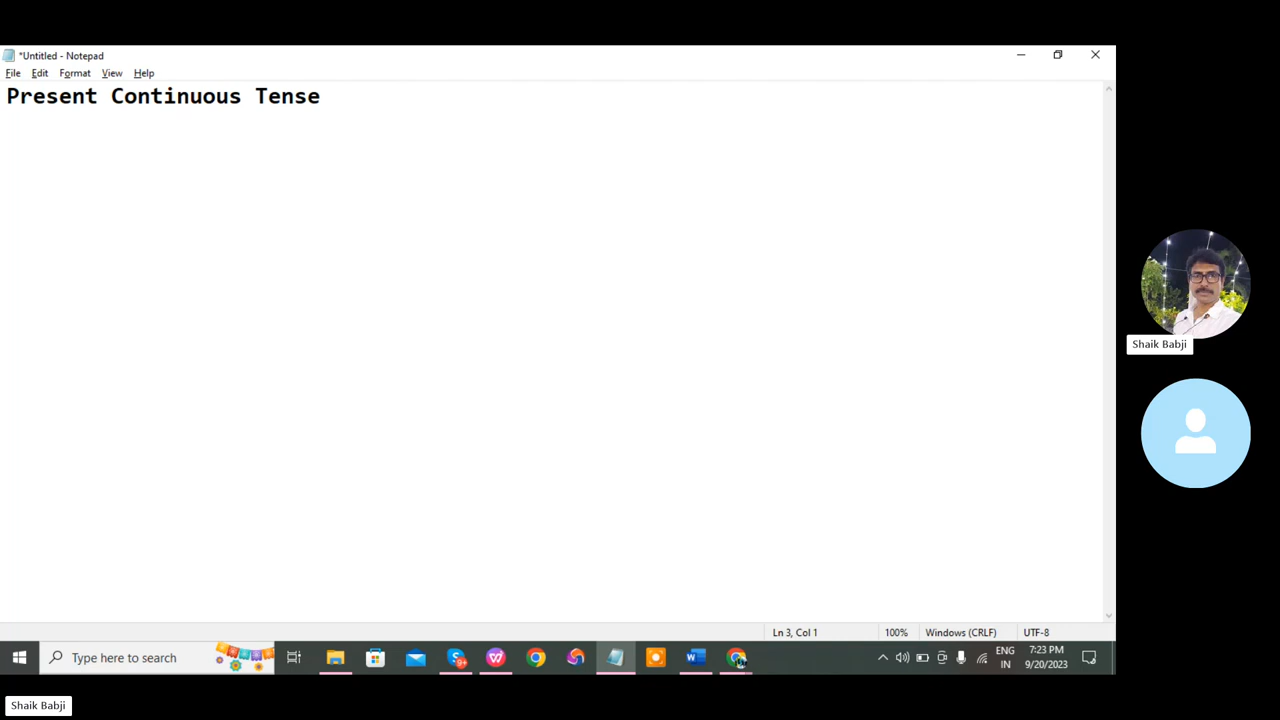 *Untitled - Notepad
File Edit Format View Help
Present Continuous Tense
Shaik Babji
Ln 3, Col 1 100% Windows (CRLF) UTF-8
Type here to search
ENG
IN
7:23 PM
9/20/2023
Shaik Babji